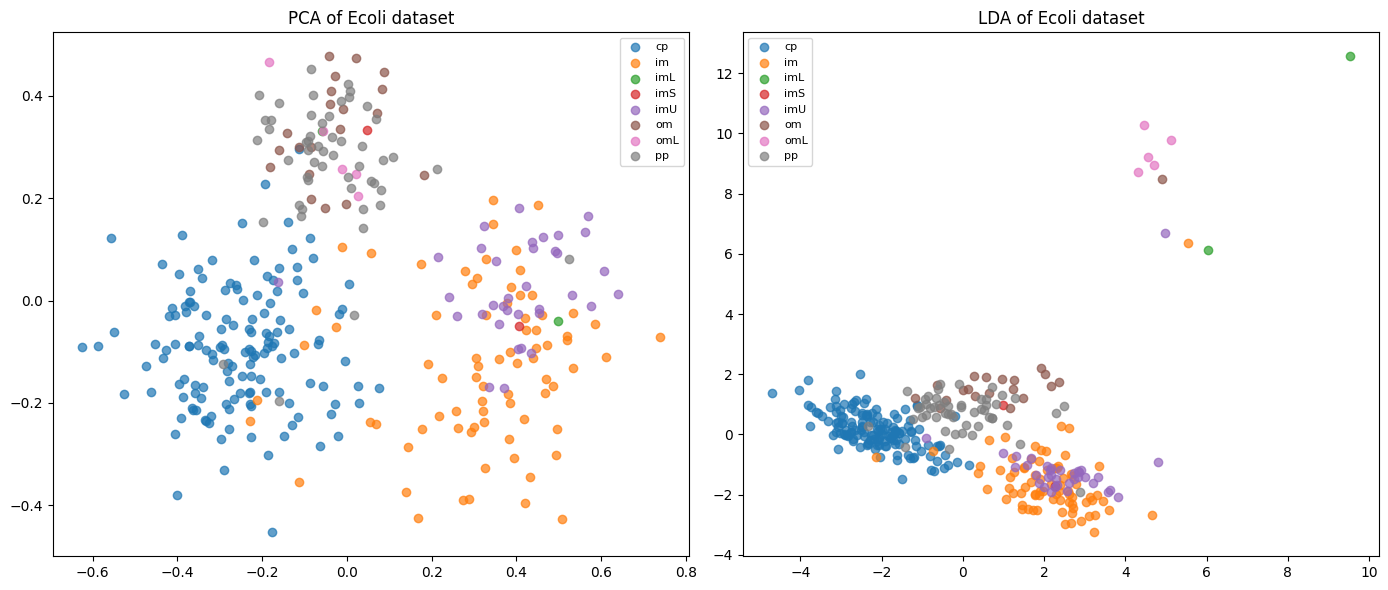 PCA of Ecoli dataset
cp
im
imL
imS
imU
om
omL
pp
0.4
0.2
0.0
−0.2
−0.4
−0.6
−0.4
−0.2
0.0
0.2
0.4
0.6
0.8
LDA of Ecoli dataset
cp
im
imL
imS
imU
om
omL
pp
12
10
8
6
4
2
0
−2
−4
−4
−2
0
2
4
6
8
10